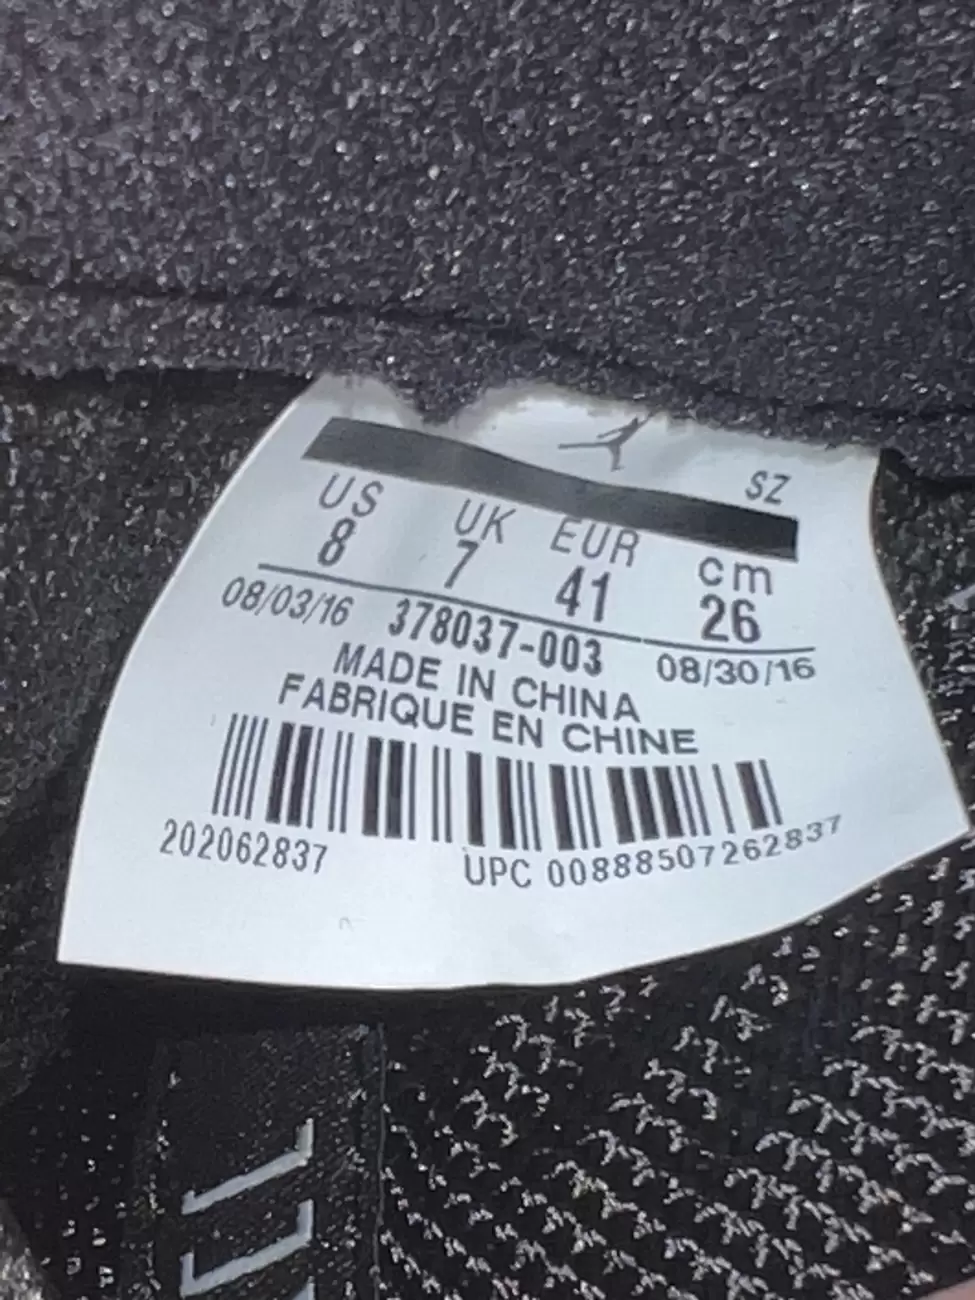 SZ
US UK EUR cm
8 7 41 26
08/03/16 378037-003 08/30/16
MADE IN CHINA
FABRIQUE EN CHINE
202062837 UPC 00888507262837